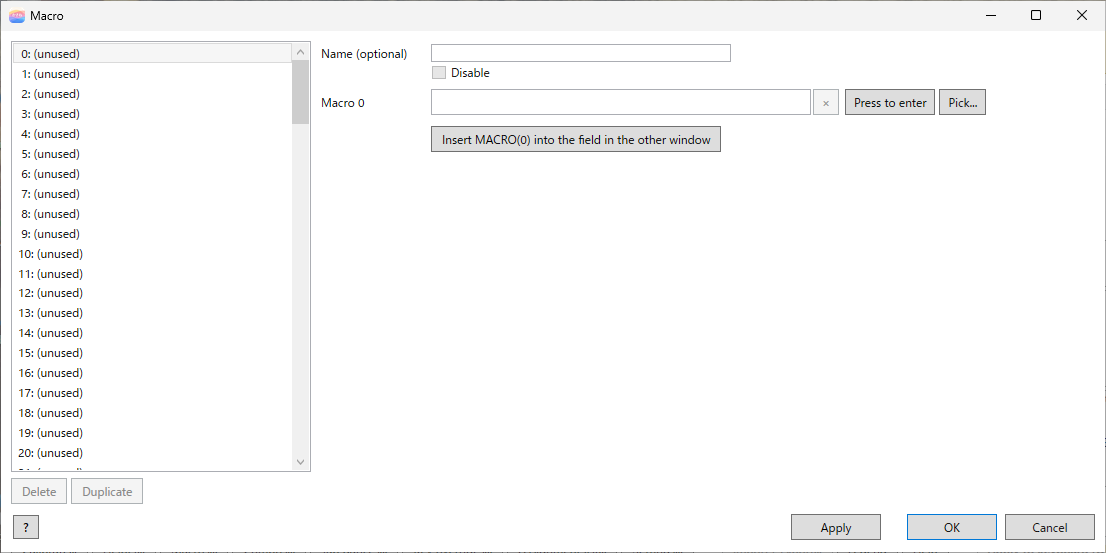 Macro
0: (unused)
1: (unused)
2: (unused)
3: (unused)
4: (unused)
5: (unused)
6: (unused)
7: (unused)
8: (unused)
9: (unused)
10: (unused)
11: (unused)
12: (unused)
13: (unused)
14: (unused)
15: (unused)
16: (unused)
17: (unused)
18: (unused)
19: (unused)
20: (unused)
Delete
Duplicate
Name (optional)
Disable
Macro 0
×
Press to enter
Pick...
Insert MACRO(0) into the field in the other window
?
Apply
OK
Cancel